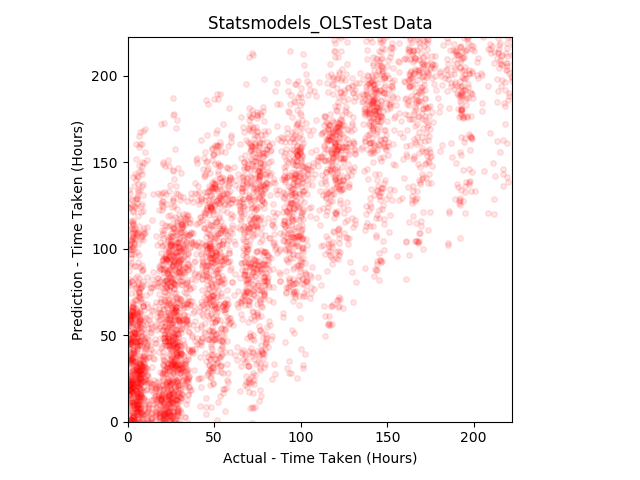 Statsmodels_OLSTest Data
Prediction - Time Taken (Hours)
200
150
100
50
0
0 50 100 150 200
Actual - Time Taken (Hours)